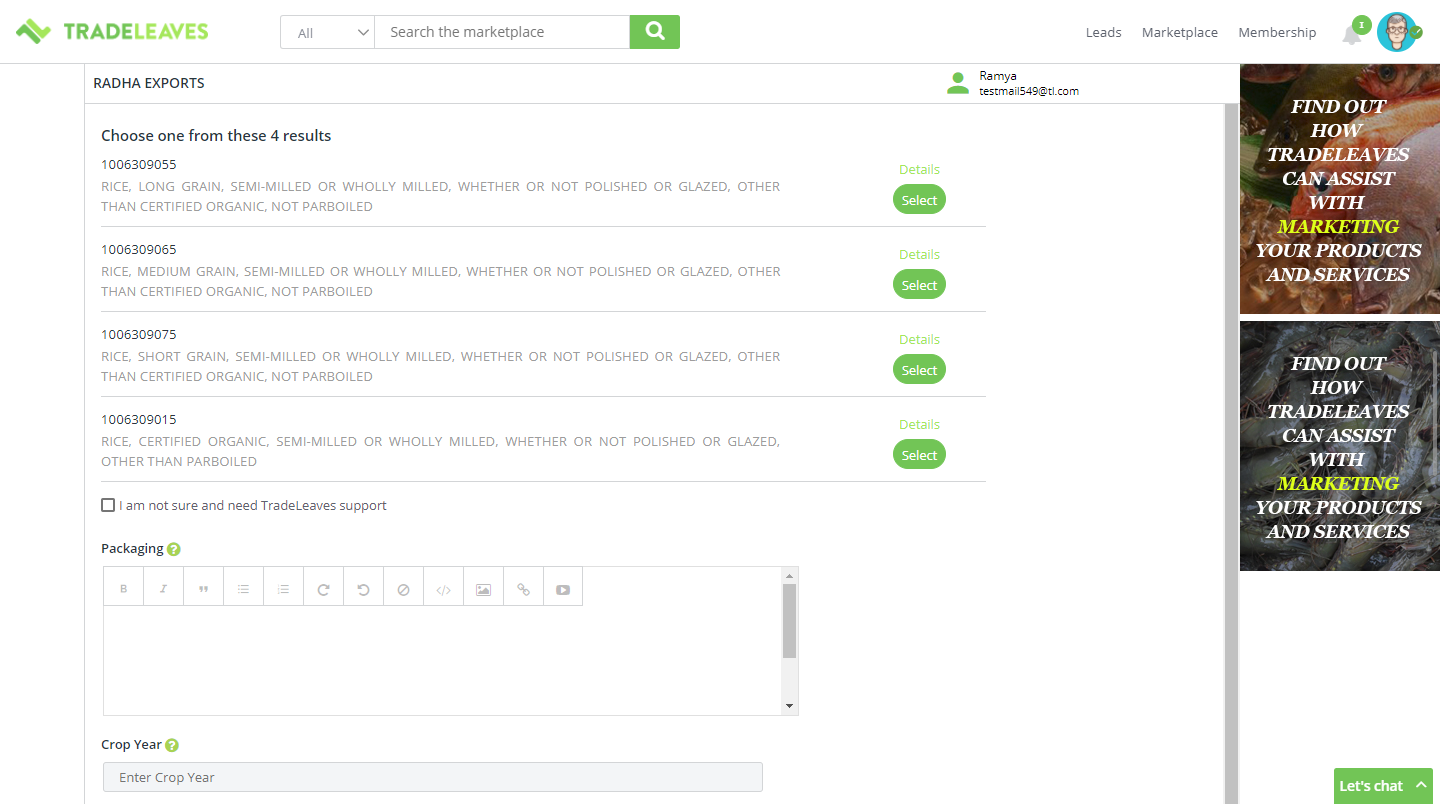 TRADELEAVES
All
Search the marketplace
Leads
Marketplace
Membership
1
RADHA EXPORTS
Ramya
testmail549@tl.com
Choose one from these 4 results
1006309055
RICE, LONG GRAIN, SEMI-MILLED OR WHOLLY MILLED, WHETHER OR NOT POLISHED OR GLAZED, OTHER
THAN CERTIFIED ORGANIC, NOT PARBOILED
Details
Select
1006309065
RICE, MEDIUM GRAIN, SEMI-MILLED OR WHOLLY MILLED, WHETHER OR NOT POLISHED OR GLAZED, OTHER
THAN CERTIFIED ORGANIC, NOT PARBOILED
Details
Select
1006309075
RICE, SHORT GRAIN, SEMI-MILLED OR WHOLLY MILLED, WHETHER OR NOT POLISHED OR GLAZED, OTHER
THAN CERTIFIED ORGANIC, NOT PARBOILED
Details
Select
1006309015
RICE, CERTIFIED ORGANIC, SEMI-MILLED OR WHOLLY MILLED, WHETHER OR NOT POLISHED OR GLAZED,
OTHER THAN PARBOILED
Details
Select
I am not sure and need TradeLeaves support
Packaging ?
B I
Crop Year ?
Enter Crop Year
FIND OUT
HOW
TRADELEAVES
CAN ASSIST
WITH
MARKETING
YOUR PRODUCTS
AND SERVICES
FIND OUT
HOW
TRADELEAVES
CAN ASSIST
WITH
MARKETING
YOUR PRODUCTS
AND SERVICES
Let's chat